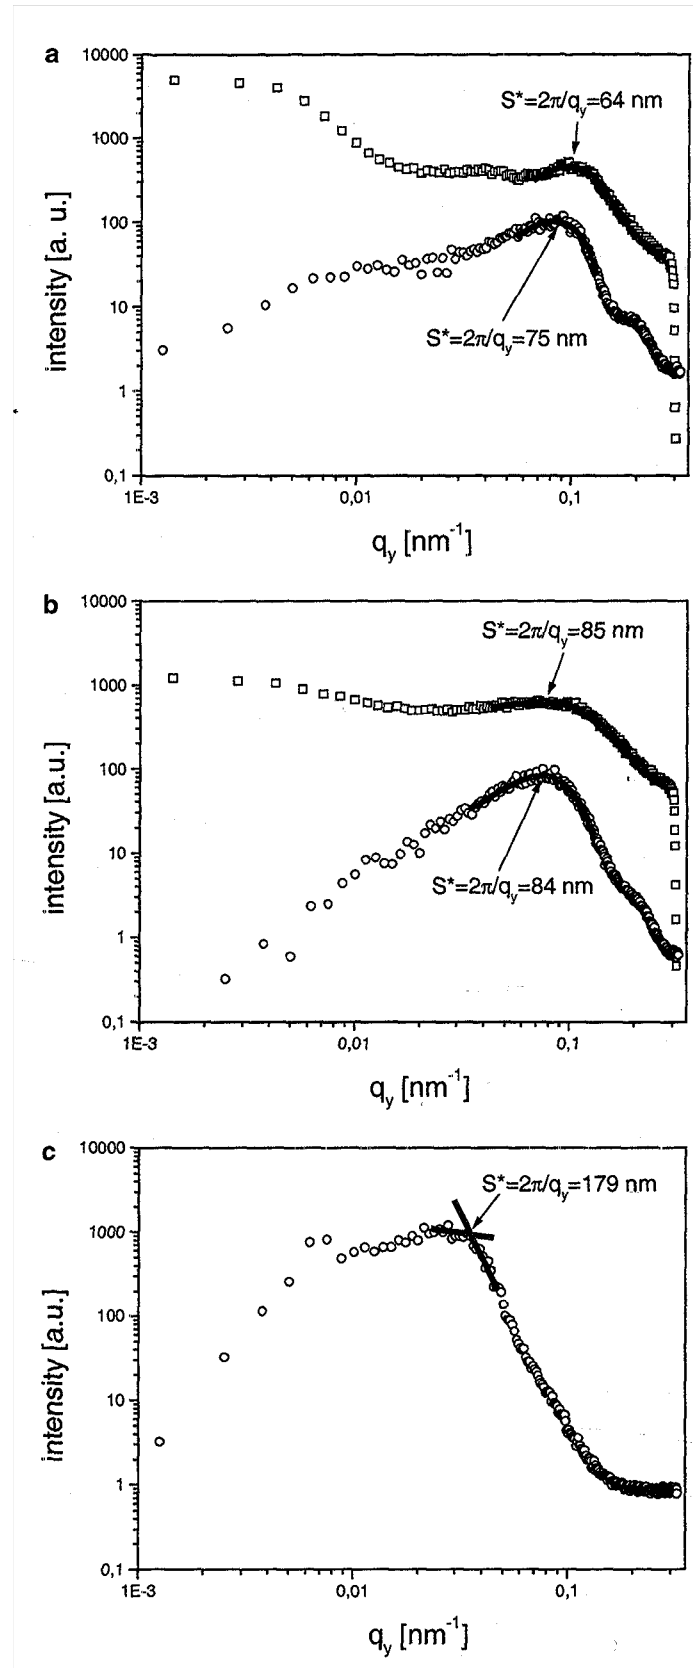 a
10000
1000
100
10
1
0,1
intensity [a. u.]
S*=2π/q_y=64 nm
S*=2π/q_y=75 nm
1E-3 0,01 0,1
q_y [nm⁻¹]
b
10000
1000
100
10
1
0,1
intensity [a.u.]
S*=2π/q_y=85 nm
S*=2π/q_y=84 nm
1E-3 0,01 0,1
q_y [nm⁻¹]
c
10000
1000
100
10
1
0,1
intensity [a.u.]
S*=2π/q_y=179 nm
1E-3 0,01 0,1
q_y [nm⁻¹]